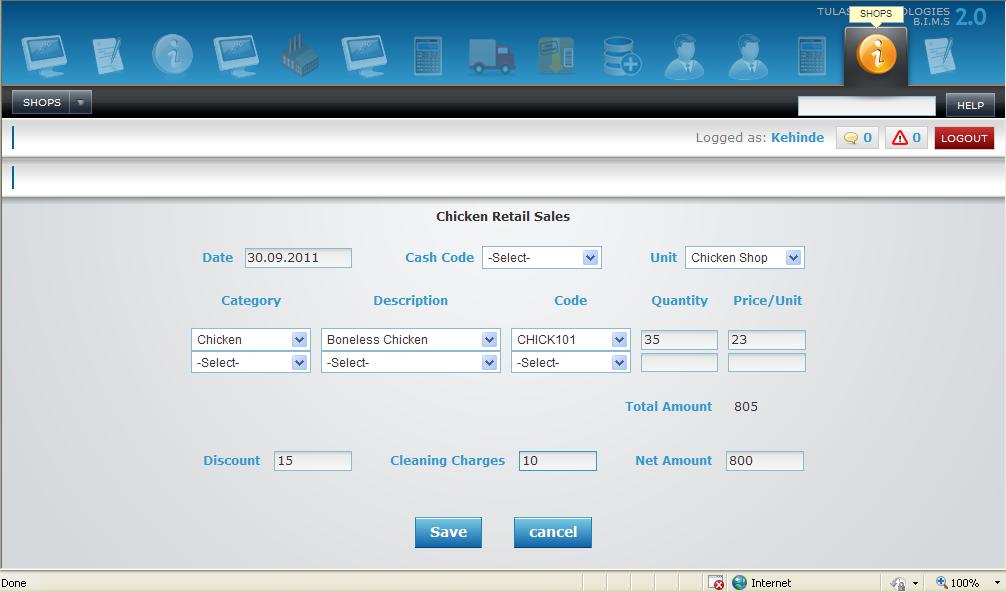 SHOPS
TULAS OLOGIES
B.I.M.S 2.0
SHOPS
HELP
Logged as: Kehinde 0 0 LOGOUT
Chicken Retail Sales
Date 30.09.2011 Cash Code -Select- Unit Chicken Shop
Category Description Code Quantity Price/Unit
Chicken Boneless Chicken CHICK101 35 23
-Select- -Select- -Select-
Total Amount 805
Discount 15 Cleaning Charges 10 Net Amount 800
Save cancel
Done Internet 100%